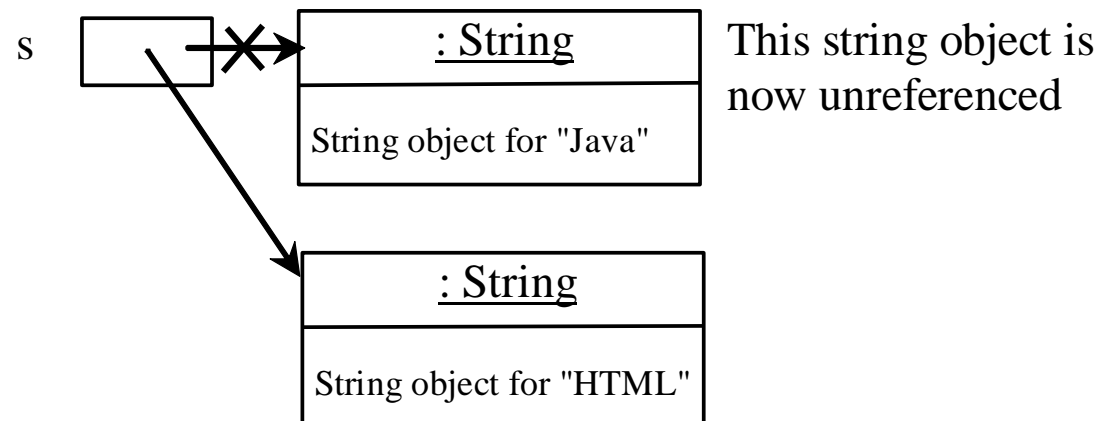 s
: String
String object for "Java"
This string object is
now unreferenced
: String
String object for "HTML"